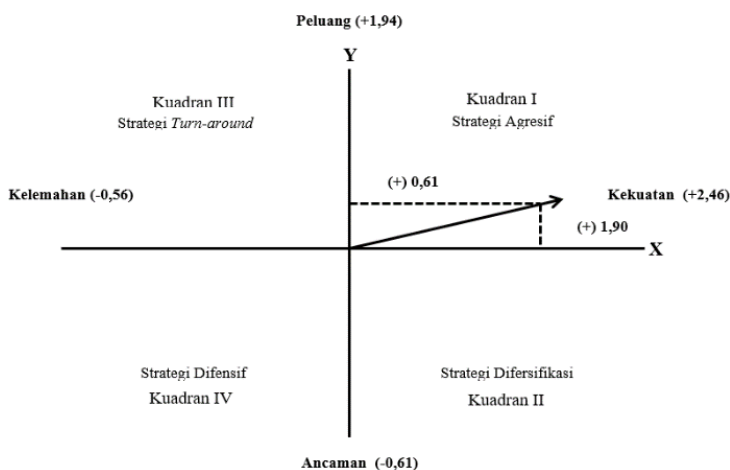 Peluang (+1,94)
Y
Kuadran III
Strategi Turn-around
Kuadran I
Strategi Agresif
(+) 0,61
Kelemahan (-0,56)
Kekuatan (+2,46)
(+) 1,90
X
Strategi Difensif
Kuadran IV
Strategi Difersifikasi
Kuadran II
Ancaman (-0,61)